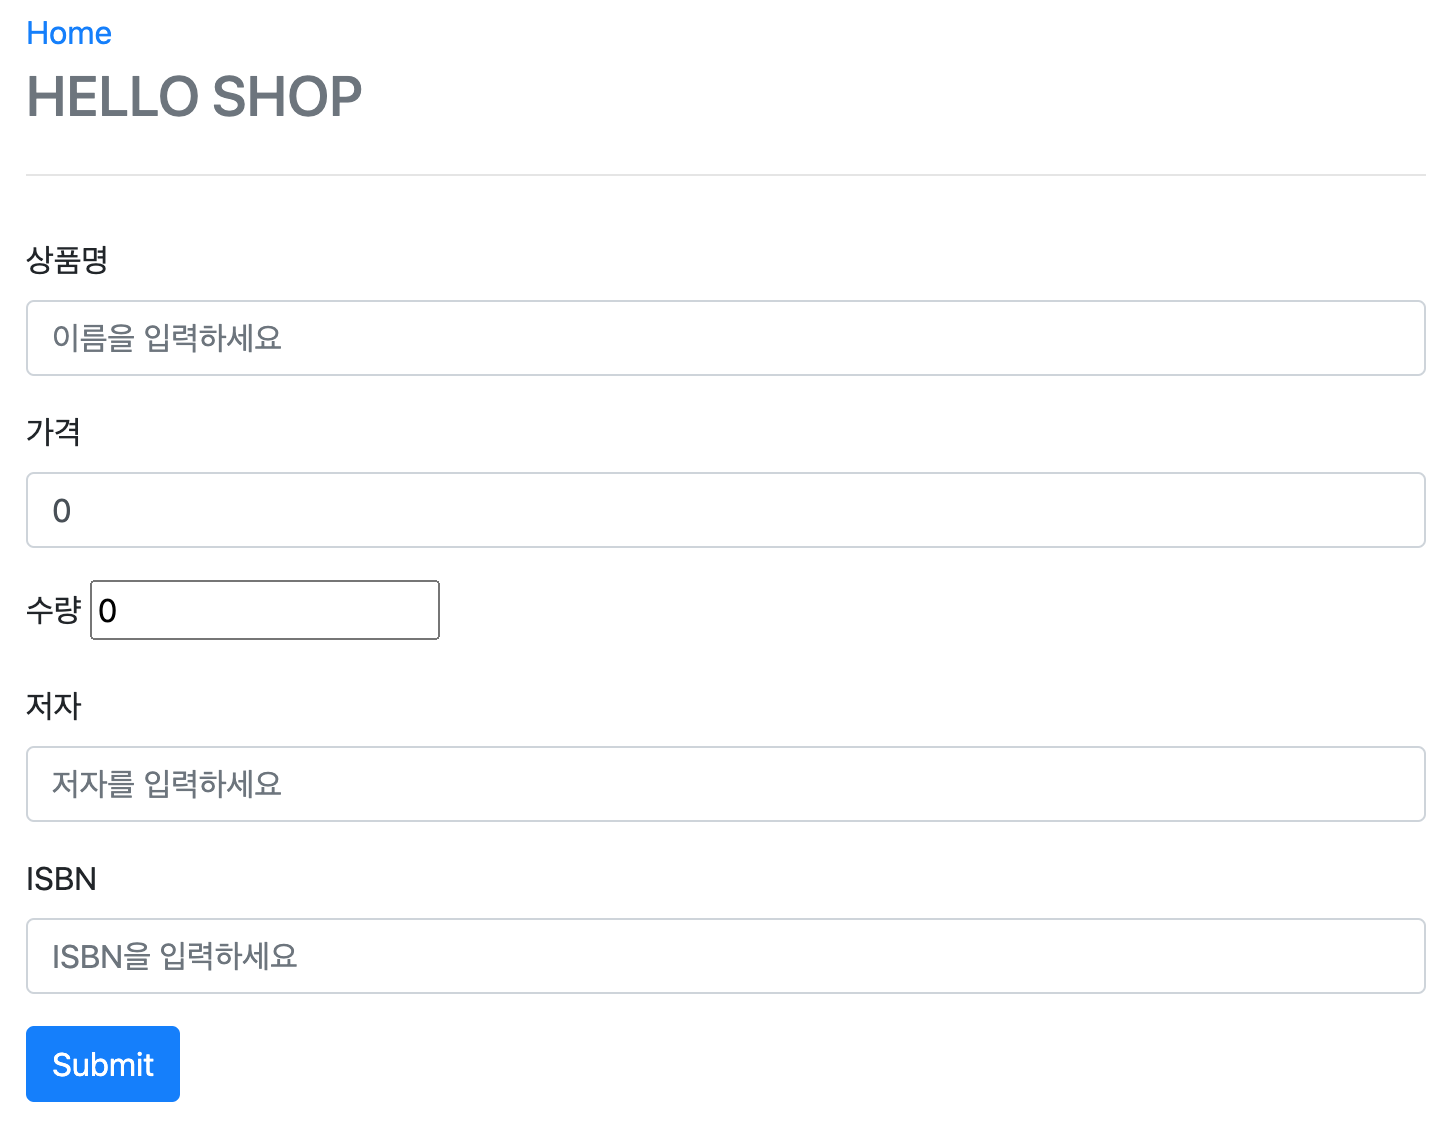 Home
HELLO SHOP
상품명
이름을 입력하세요
가격
0
수량 0
저자
저자를 입력하세요
ISBN
ISBN을 입력하세요
Submit